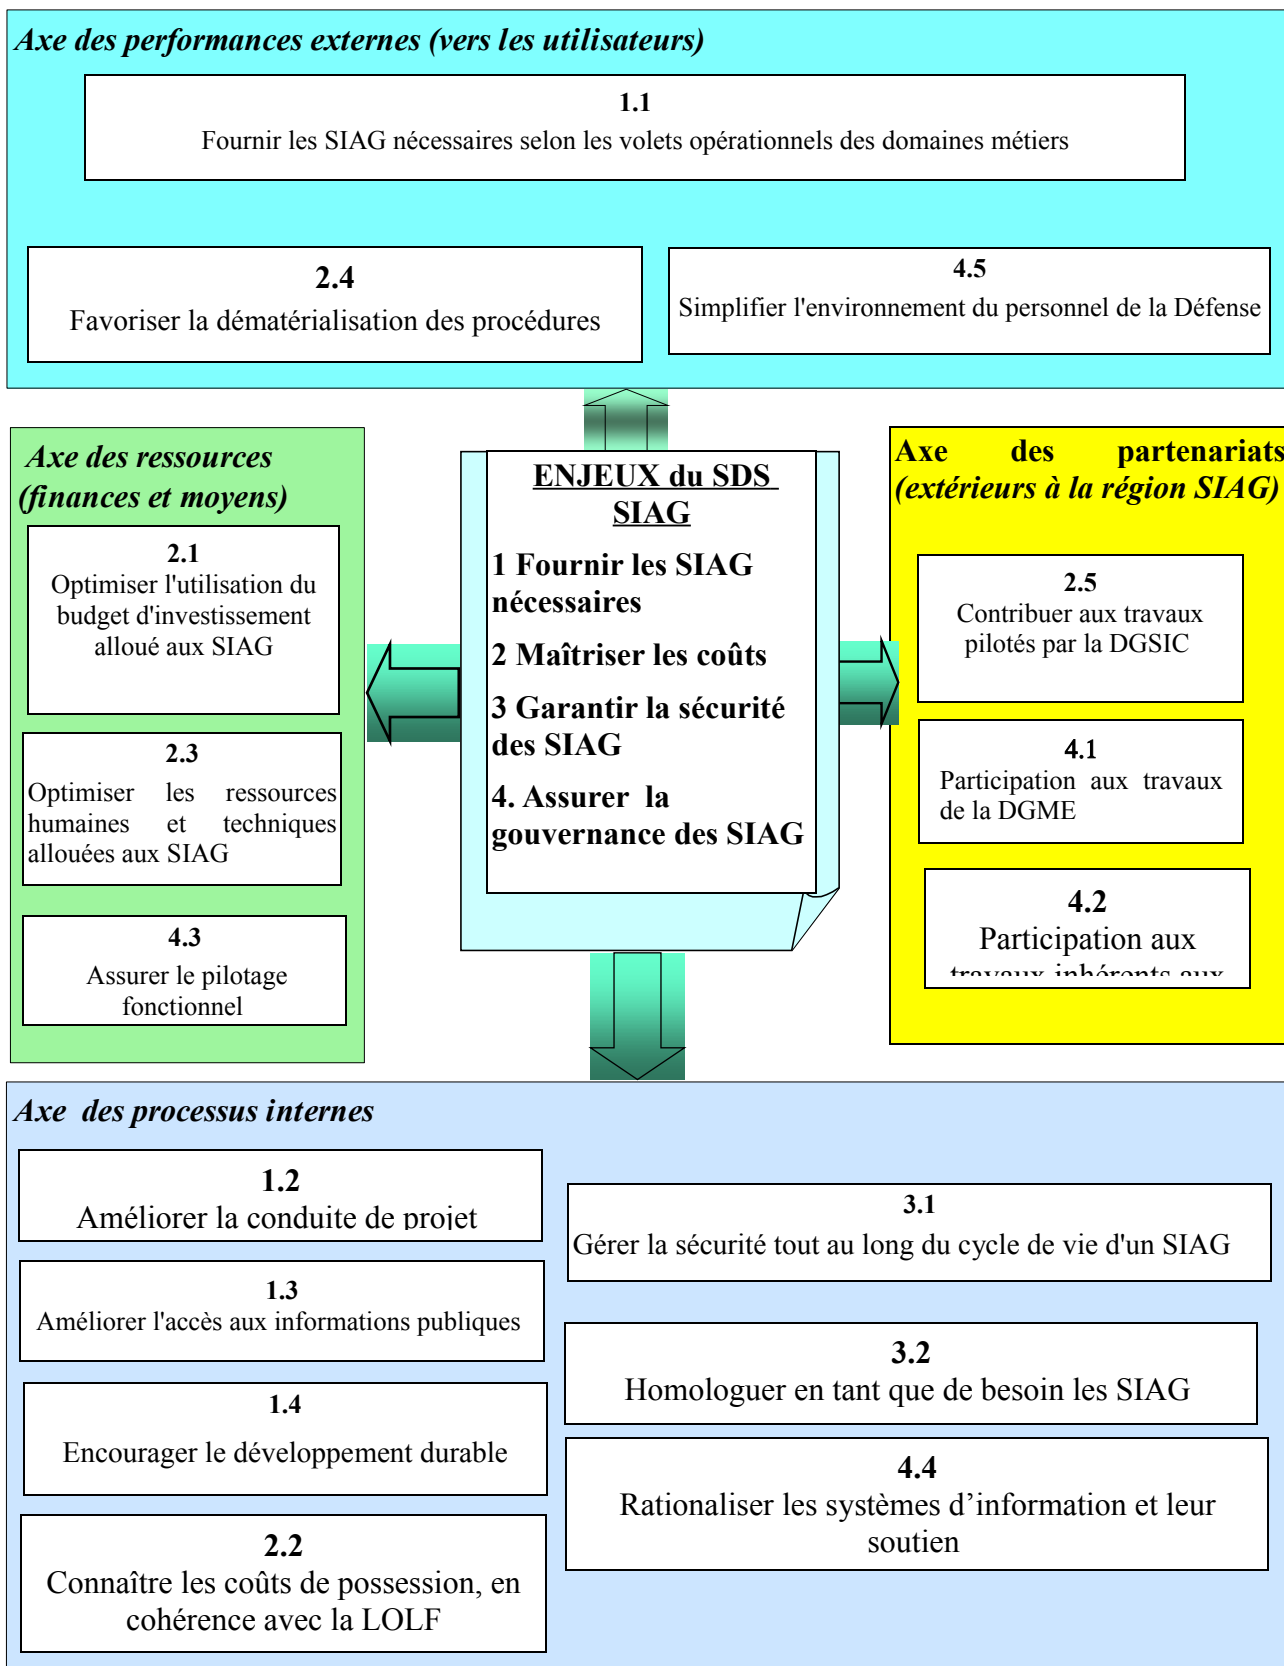 Axe des performances externes (vers les utilisateurs)
1.1
Fournir les SIAG nécessaires selon les volets opérationnels des domaines métiers
2.4
Favoriser la dématérialisation des procédures
4.5
Simplifier l'environnement du personnel de la Défense
Axe des ressources
(finances et moyens)
2.1
Optimiser l'utilisation du
budget d'investissement
alloué aux SIAG
2.3
Optimiser les ressources
humaines et techniques
allouées aux SIAG
4.3
Assurer le pilotage
fonctionnel
ENJEUX du SDS
SIAG
1 Fournir les SIAG
nécessaires
2 Maîtriser les coûts
3 Garantir la sécurité
des SIAG
4. Assurer la
gouvernance des SIAG
Axe des partenariats
(extérieurs à la région SIAG)
2.5
Contribuer aux travaux
pilotés par la DGSIC
4.1
Participation aux travaux
de la DGME
4.2
Participation aux
travaux inhérents aux
Axe des processus internes
1.2
Améliorer la conduite de projet
1.3
Améliorer l'accès aux informations publiques
1.4
Encourager le développement durable
2.2
Connaître les coûts de possession, en
cohérence avec la LOLF
3.1
Gérer la sécurité tout au long du cycle de vie d'un SIAG
3.2
Homologuer en tant que de besoin les SIAG
4.4
Rationaliser les systèmes d’information et leur
soutien